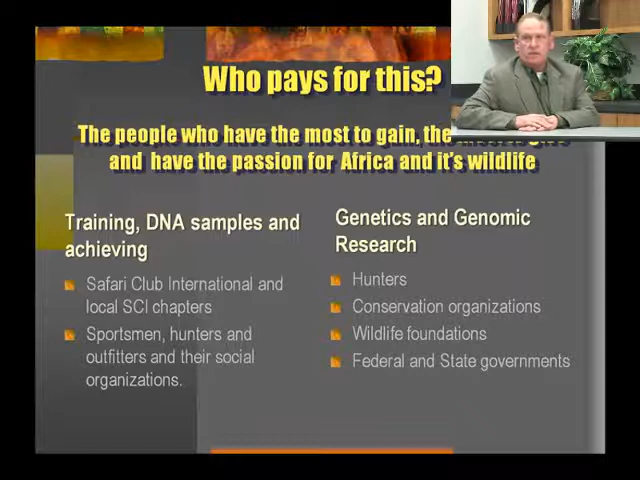 Who pays for this?
The people who have the most to gain, the
and have the passion for Africa and it's wildlife
Training, DNA samples and
achieving
Safari Club International and
local SCI chapters
Sportsmen, hunters and
outfitters and their social
organizations.
Genetics and Genomic
Research
Hunters
Conservation organizations
Wildlife foundations
Federal and State governments